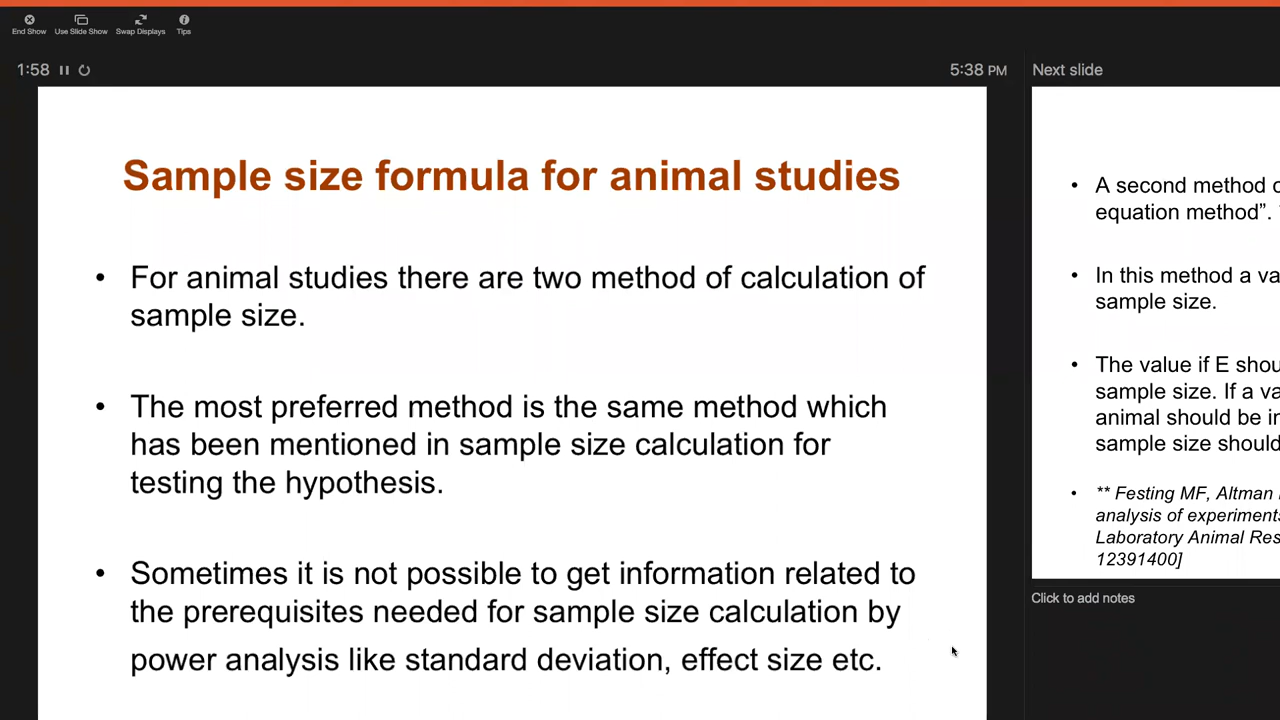 End Show Use Slide Show Swap Displays Tips
1:58 5:38 PM Next slide
Sample size formula for animal studies
• For animal studies there are two method of calculation of
sample size.
• The most preferred method is the same method which
has been mentioned in sample size calculation for
testing the hypothesis.
• Sometimes it is not possible to get information related to
the prerequisites needed for sample size calculation by
power analysis like standard deviation, effect size etc.
• A second method
equation method”.
• In this method a
sample size.
• The value if E
sample size. If a
animal should be
sample size should
• ** Festing MF, Altman
analysis of
Laboratory Animal
12391400]
Click to add notes